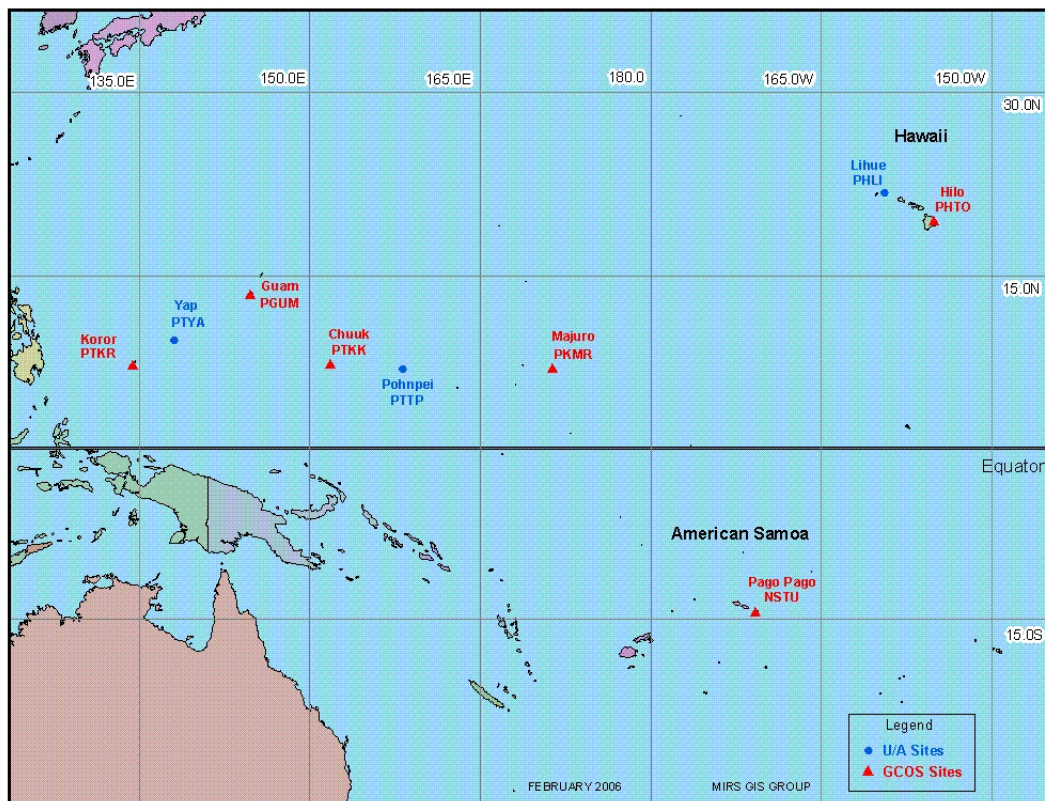 135.0E
150.0E
165.0E
180.0
165.0W
150.0W
30.0N
Hawaii
Lihue
PHLI
Hilo
PHTO
15.0N
Guam
PGUM
Yap
PTYA
Koror
PTKR
Chuuk
PTKK
Majuro
PKMR
Pohnpei
PTTP
Equator
American Samoa
Pago Pago
NSTU
15.0S
Legend
U/A Sites
GCOS Sites
FEBRUARY 2006
MIRS GIS GROUP